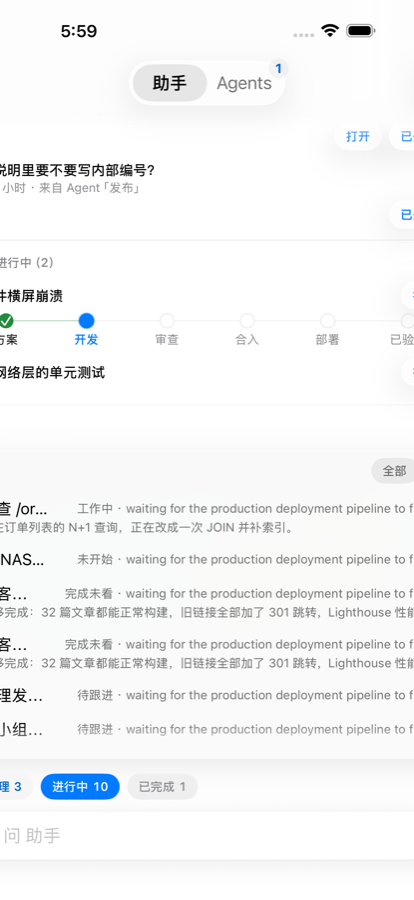 5:59
助手 Agents 1
打开 已
说明里要不要写内部编号?
小时 · 来自 Agent「发布」
已
进行中 (2)
件横屏崩溃
方案 开发 审查 合入 部署 已验
网络层的单元测试
全部
查 /or... 工作中 · waiting for the production deployment pipeline to f
在订单列表的 N+1 查询，正在改成一次 JOIN 并补索引。
NAS... 未开始 · waiting for the production deployment pipeline to f
客... 完成未看 · waiting for the production deployment pipeline to f
移完成：32 篇文章都能正常构建，旧链接全部加了 301 跳转，Lighthouse 性能
客... 完成未看 · waiting for the production deployment pipeline to f
移完成：32 篇文章都能正常构建，旧链接全部加了 301 跳转，Lighthouse 性能
理发... 待跟进 · waiting for the production deployment pipeline to f
小组... 待跟进 · waiting for the production deployment pipeline to f
理 3 进行中 10 已完成 1
问 助手